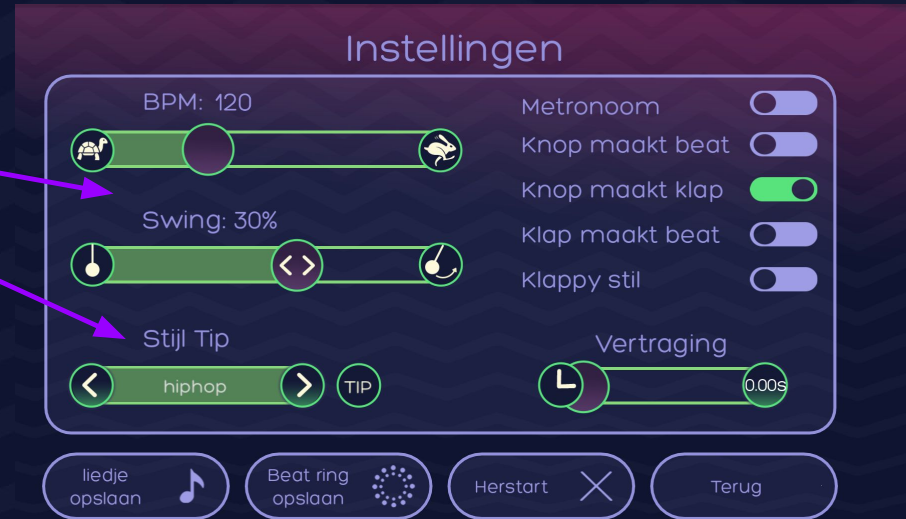 Instellingen
BPM: 120
Metronoom
Knop maakt beat
Knop maakt klap
Swing: 30%
Klap maakt beat
Klappy stil
Stijl Tip
hiphop
TIP
Vertraging
0.00s
liedje
opslaan
Beat ring
opslaan
Herstart
Terug